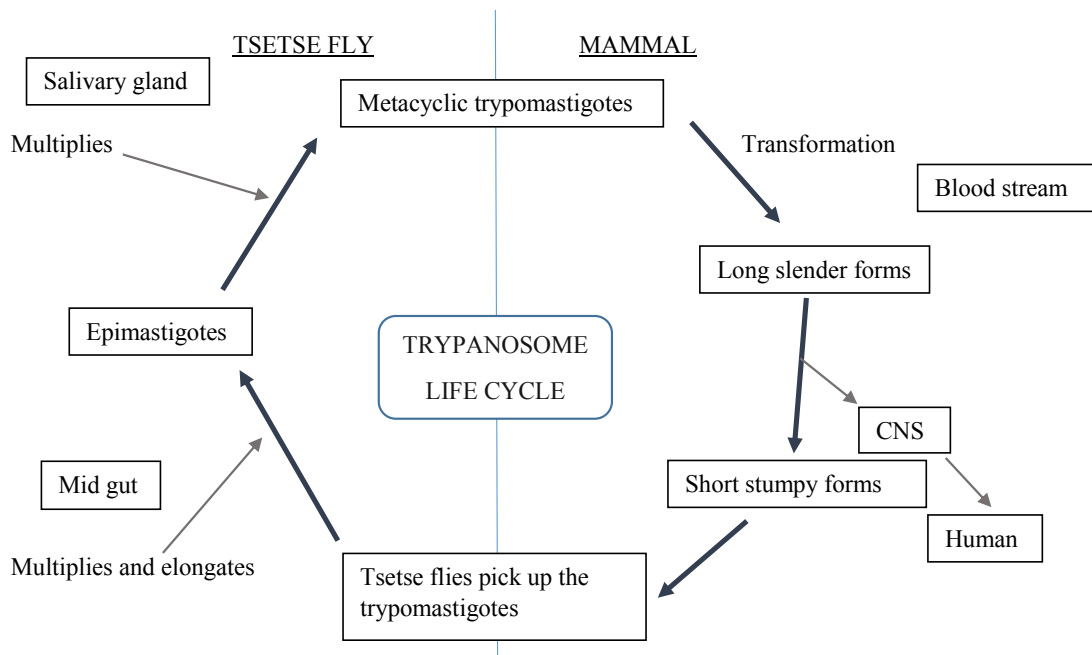 TSETSE FLY
MAMMAL
Salivary gland
Metacyclic trypomastigotes
Multiplies
Transformation
Blood stream
Long slender forms
Epimastigotes
TRYPANOSOME
LIFE CYCLE
CNS
Mid gut
Short stumpy forms
Human
Multiplies and elongates
Tsetse flies pick up the
trypomastigotes